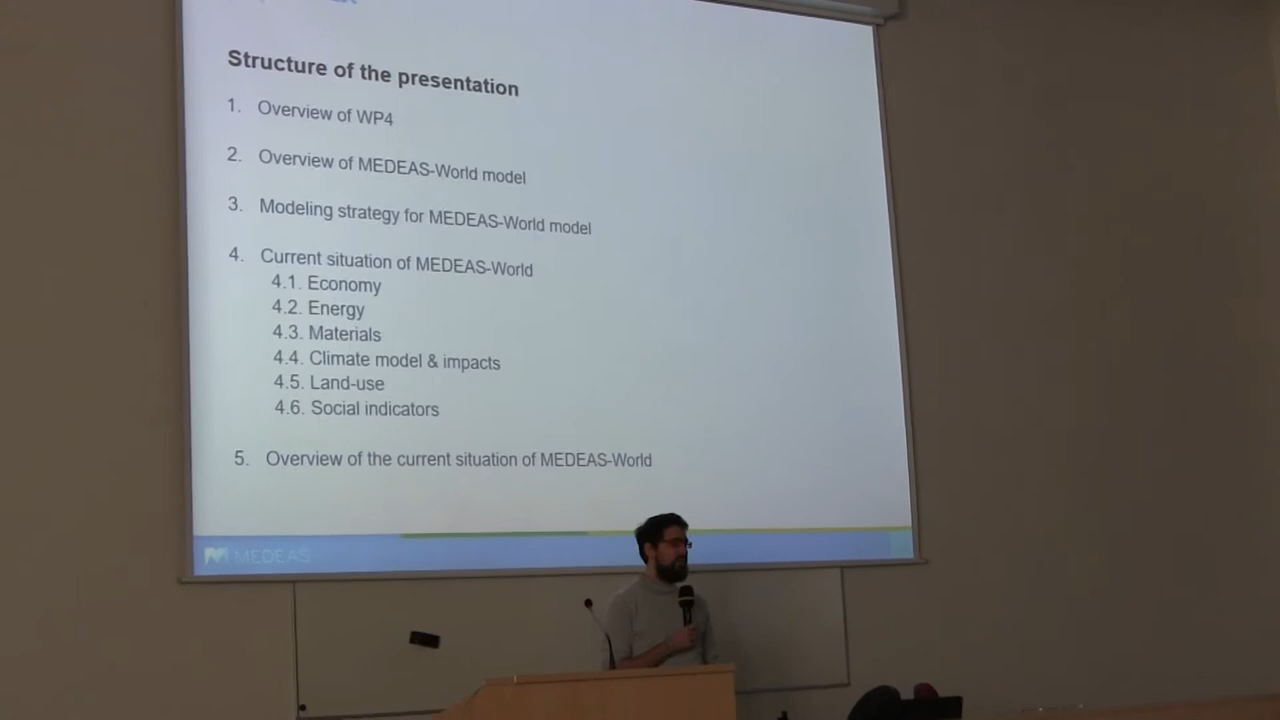 Structure of the presentation
1. Overview of WP4
2. Overview of MEDEAS-World model
3. Modeling strategy for MEDEAS-World model
4. Current situation of MEDEAS-World
4.1. Economy
4.2. Energy
4.3. Materials
4.4. Climate model & impacts
4.5. Land-use
4.6. Social indicators
5. Overview of the current situation of MEDEAS-World
MEDEAS